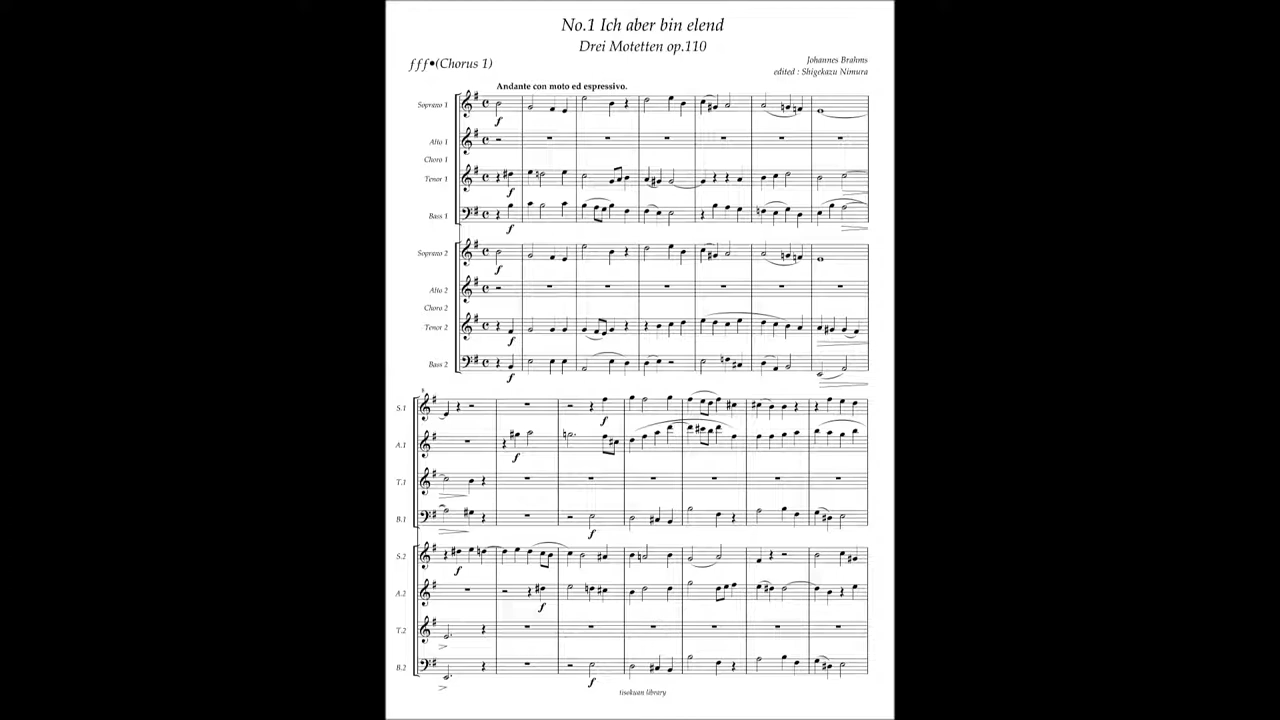 No.1 Ich aber bin elend
Drei Motetten op.110
fff•(Chorus 1)
Johannes Brahms
edited : Shigekazu Nimura
Andante con moto ed espressivo.
Soprano 1
f
Alto 1
Choro 1
Tenor 1
f
Bass 1
f
Soprano 2
f
Alto 2
Choro 2
Tenor 2
f
Bass 2
f
8
S.1
f
A.1
f
T.1
B.1
f
S.2
f
A.2
f
T.2
B.2
f
tisekuan library